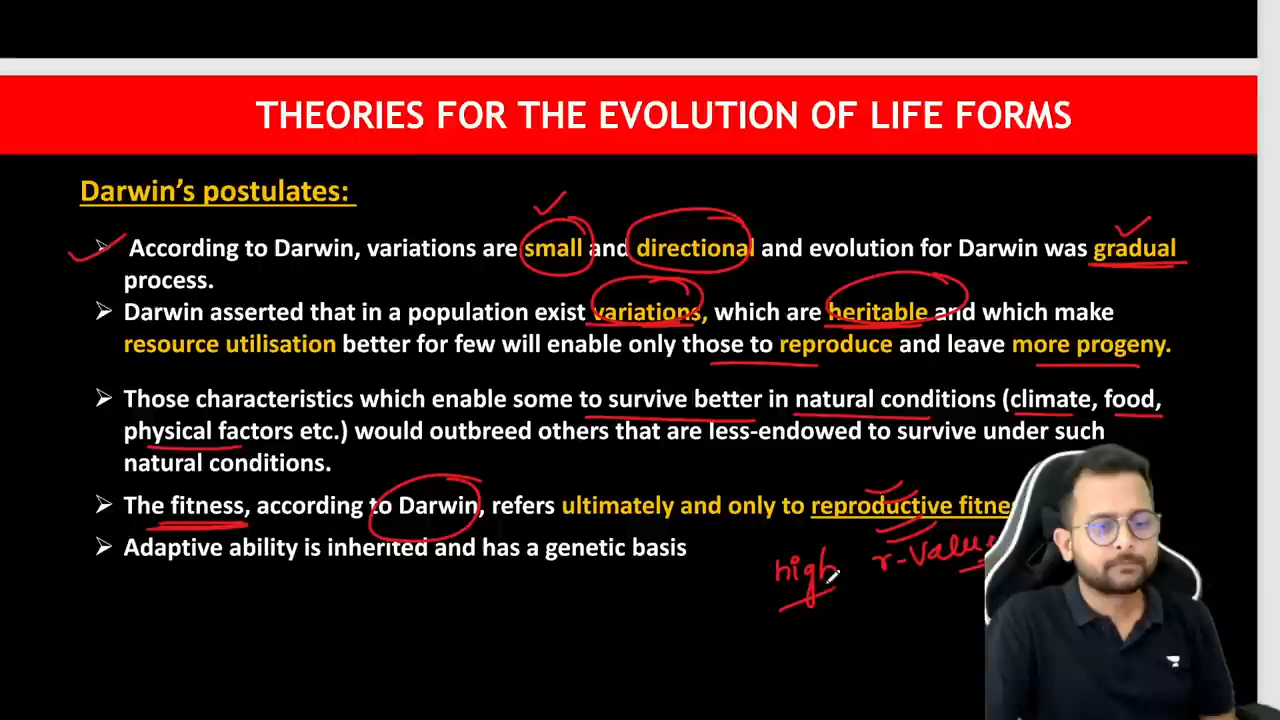 THEORIES FOR THE EVOLUTION OF LIFE FORMS
Darwin's postulates:
➢ According to Darwin, variations are small and directional and evolution for Darwin was gradual
process.
➢ Darwin asserted that in a population exist variations, which are heritable and which make
resource utilisation better for few will enable only those to reproduce and leave more progeny.
➢ Those characteristics which enable some to survive better in natural conditions (climate, food,
physical factors etc.) would outbreed others that are less-endowed to survive under such
natural conditions.
➢ The fitness, according to Darwin, refers ultimately and only to reproductive
➢ Adaptive ability is inherited and has a genetic basis
high r-Value